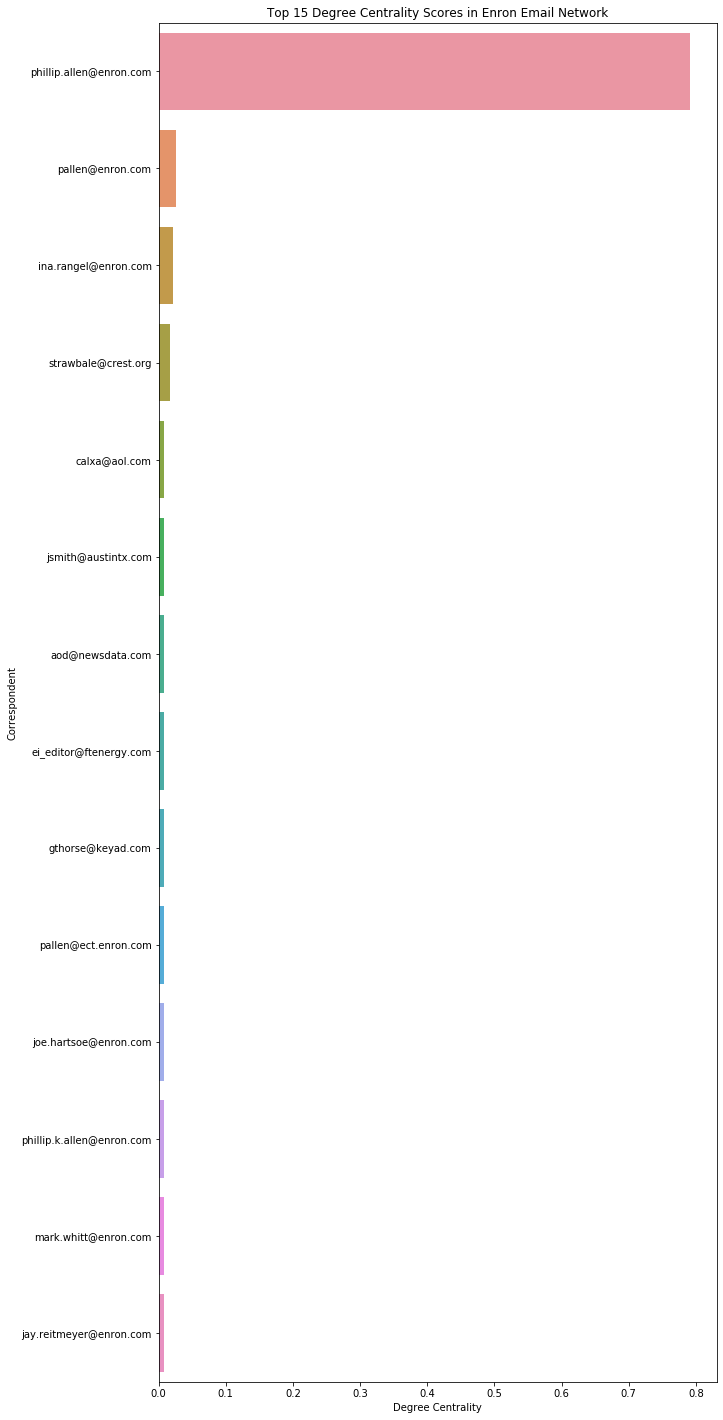 Top 15 Degree Centrality Scores in Enron Email Network
phillip.allen@enron.com
pallen@enron.com
ina.rangel@enron.com
strawbale@crest.org
calxa@aol.com
jsmith@austintx.com
aod@newsdata.com
Correspondent
ei_editor@ftenergy.com
gthorse@keyad.com
pallen@ect.enron.com
joe.hartsoe@enron.com
phillip.k.allen@enron.com
mark.whitt@enron.com
jay.reitmeyer@enron.com
0.0 0.1 0.2 0.3 0.4 0.5 0.6 0.7 0.8
Degree Centrality